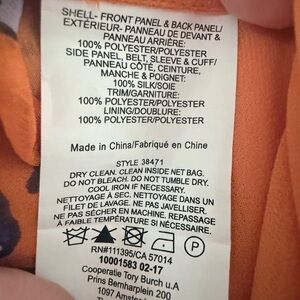 SHELL- FRONT PANEL & BACK PANEL/
EXTÉRIEUR- PANNEAU DE DEVANT &
PANNEAU ARRIÈRE:
100% POLYESTER/POLYESTER
SIDE PANEL, BELT, SLEEVE & CUFF/
PANNEAU CÔTÉ, CEINTURE,
MANCHE & POIGNET:
100% SILK/SOIE
TRIM/GARNITURE:
100% POLYESTER/POLYESTER
LINING/DOUBLURE:
100% POLYESTER/POLYESTER
Made in China/Fabriqué en Chine
STYLE 38471
DRY CLEAN. CLEAN INSIDE NET BAG.
DO NOT BLEACH. DO NOT TUMBLE DRY.
COOL IRON IF NECESSARY.
NETTOYER À SEC. NETTOYER DANS UN
FILET DE LAVAGE. NE PAS JAVELLISER.
NE PAS SÉCHER EN MACHINE. REPASSAGE
À FAIBLE TEMPERATURE SI NECESSAIRE.
P
RN#111395/CA 57014
10001583 02-17
Cooperatie Tory Burch u.A
Prins Bernhardplein 200
1097 Amsterdam